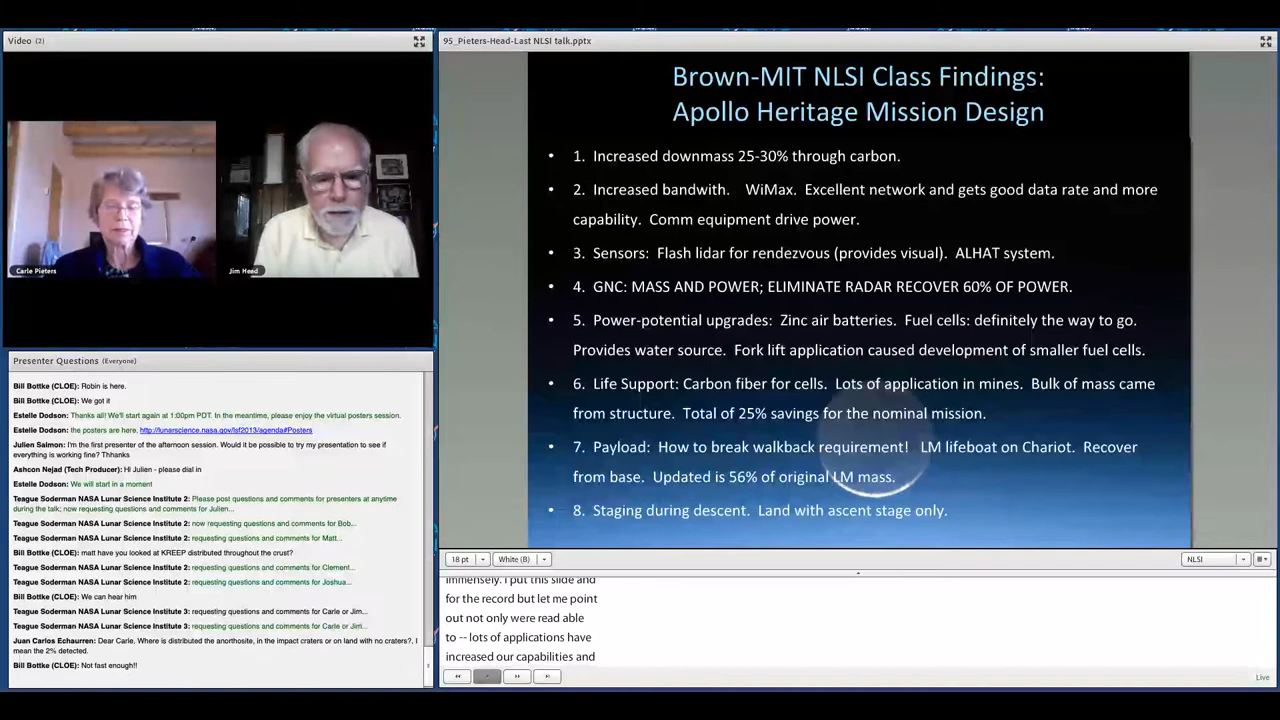 Video (2)
Carle Pieters
Jim Head
Presenter Questions (Everyone)
Bill Bottke (CLOE): Robin is here.
Bill Bottke (CLOE): We got it
Estelle Dodson: Thanks all! We'll start again at 1:00pm PDT. In the meantime, please enjoy the virtual posters session.
Estelle Dodson: the posters are here. http://lunarscience.nasa.gov/lsf2013/agenda#Posters
Julien Salmon: I'm the first presenter of the afternoon session. Would it be possible to try my presentation to see if
everything is working fine? Thhanks
Ashcon Nejad (Tech Producer): Hi Julien - please dial in
Estelle Dodson: We will start in a moment
Teague Soderman NASA Lunar Science Institute 2: Please post questions and comments for presenters at anytime
during the talk; now requesting questions and comments for Julien...
Teague Soderman NASA Lunar Science Institute 2: now requesting questions and comments for Bob...
Teague Soderman NASA Lunar Science Institute 2: requesting questions and comments for Matt...
Bill Bottke (CLOE): matt have you looked at KREEP distributed throughout the crust?
Teague Soderman NASA Lunar Science Institute 2: requesting questions and comments for Clement...
Teague Soderman NASA Lunar Science Institute 2: requesting questions and comments for Joshua...
Bill Bottke (CLOE): We can hear him
Teague Soderman NASA Lunar Science Institute 3: requesting questions and comments for Carle or Jim...
Teague Soderman NASA Lunar Science Institute 3: requesting questions and comments for Carle or Jim...
Juan Carlos Echaurren: Dear Carle, Where is distributed the anorthosite, in the impact craters or on land with no craters?, I
mean the 2% detected.
Bill Bottke (CLOE): Not fast enough!!
95_Pieters-Head-Last NLSI talk.pptx
Brown-MIT NLSI Class Findings:
Apollo Heritage Mission Design
• 1. Increased downmass 25-30% through carbon.
• 2. Increased bandwith. WiMax. Excellent network and gets good data rate and more
capability. Comm equipment drive power.
• 3. Sensors: Flash lidar for rendezvous (provides visual). ALHAT system.
• 4. GNC: MASS AND POWER; ELIMINATE RADAR RECOVER 60% OF POWER.
• 5. Power-potential upgrades: Zinc air batteries. Fuel cells: definitely the way to go.
Provides water source. Fork lift application caused development of smaller fuel cells.
• 6. Life Support: Carbon fiber for cells. Lots of application in mines. Bulk of mass came
from structure. Total of 25% savings for the nominal mission.
• 7. Payload: How to break walkback requirement! LM lifeboat on Chariot. Recover
from base. Updated is 56% of original LM mass.
• 8. Staging during descent. Land with ascent stage only.
18 pt White (B) NLSI
immensely. I put this slide and
for the record but let me point
out not only were read able
to -- lots of applications have
increased our capabilities and
Live